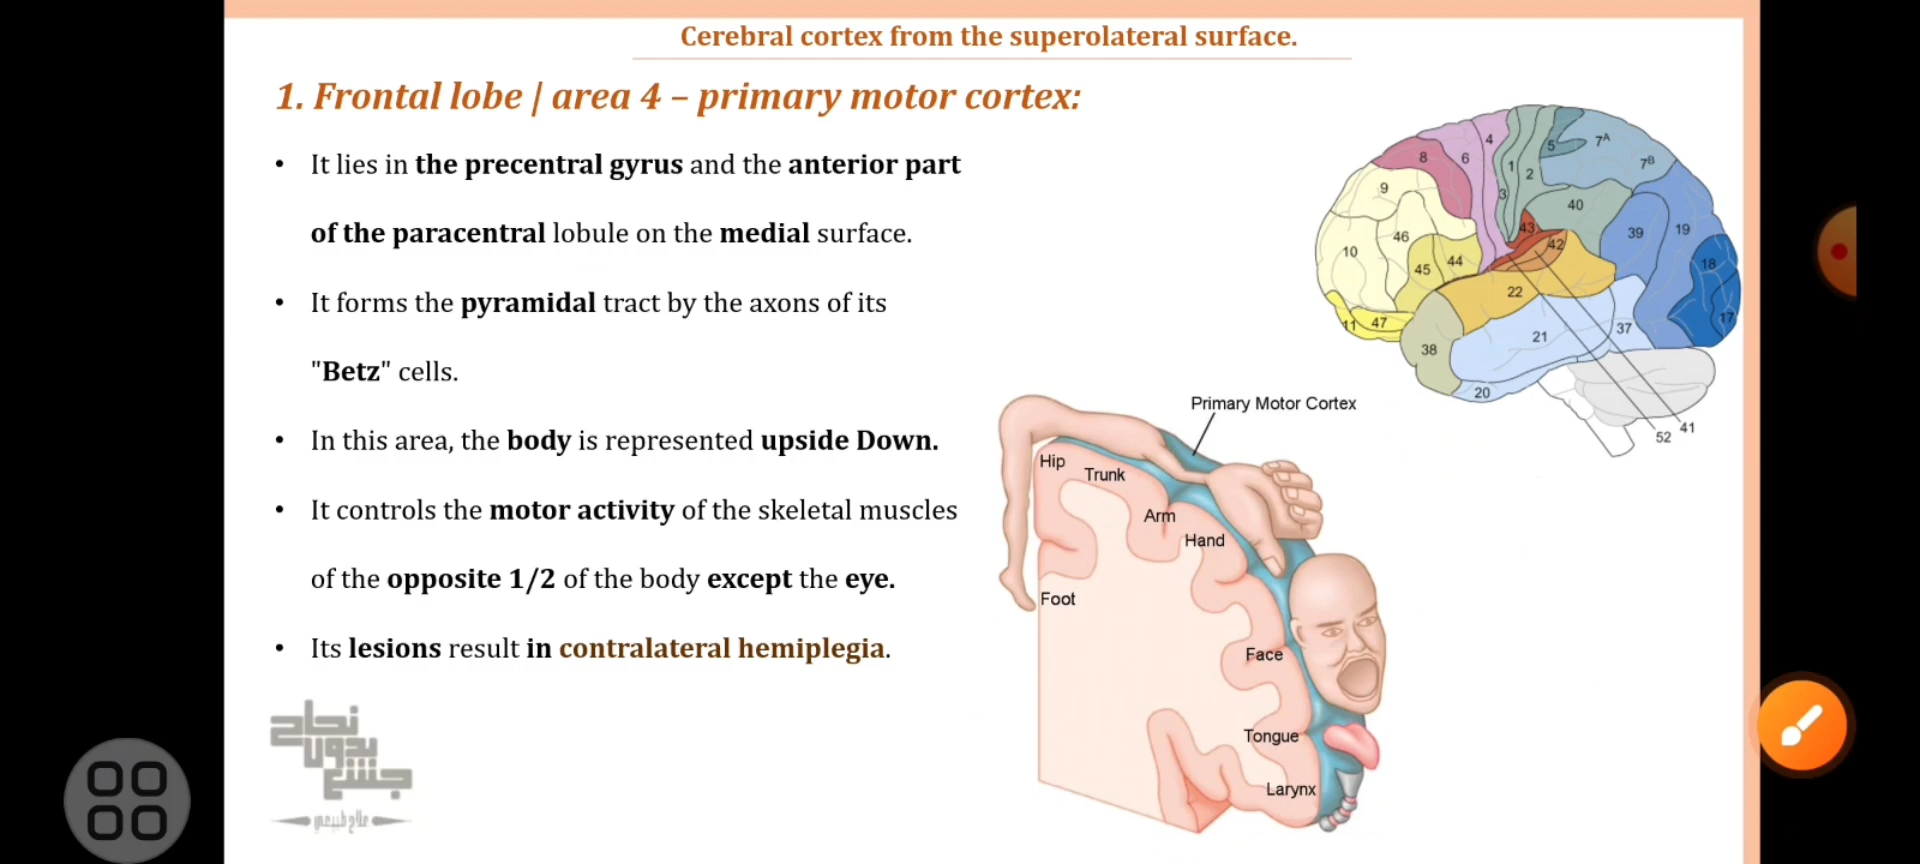 Cerebral cortex from the superolateral surface.
1. Frontal lobe | area 4 – primary motor cortex:
• It lies in the precentral gyrus and the anterior part
of the paracentral lobule on the medial surface.
• It forms the pyramidal tract by the axons of its
"Betz" cells.
• In this area, the body is represented upside Down.
• It controls the motor activity of the skeletal muscles
of the opposite 1/2 of the body except the eye.
• Its lesions result in contralateral hemiplegia.
4
5
7A
8
6
1
2
7B
9
3
40
46
43
42
39
19
10
45
44
18
22
11
47
21
37
17
38
20
52
41
Primary Motor Cortex
Hip
Trunk
Arm
Hand
Foot
Face
Tongue
Larynx
نجاح
بدون
جشع
علاج طبيعي